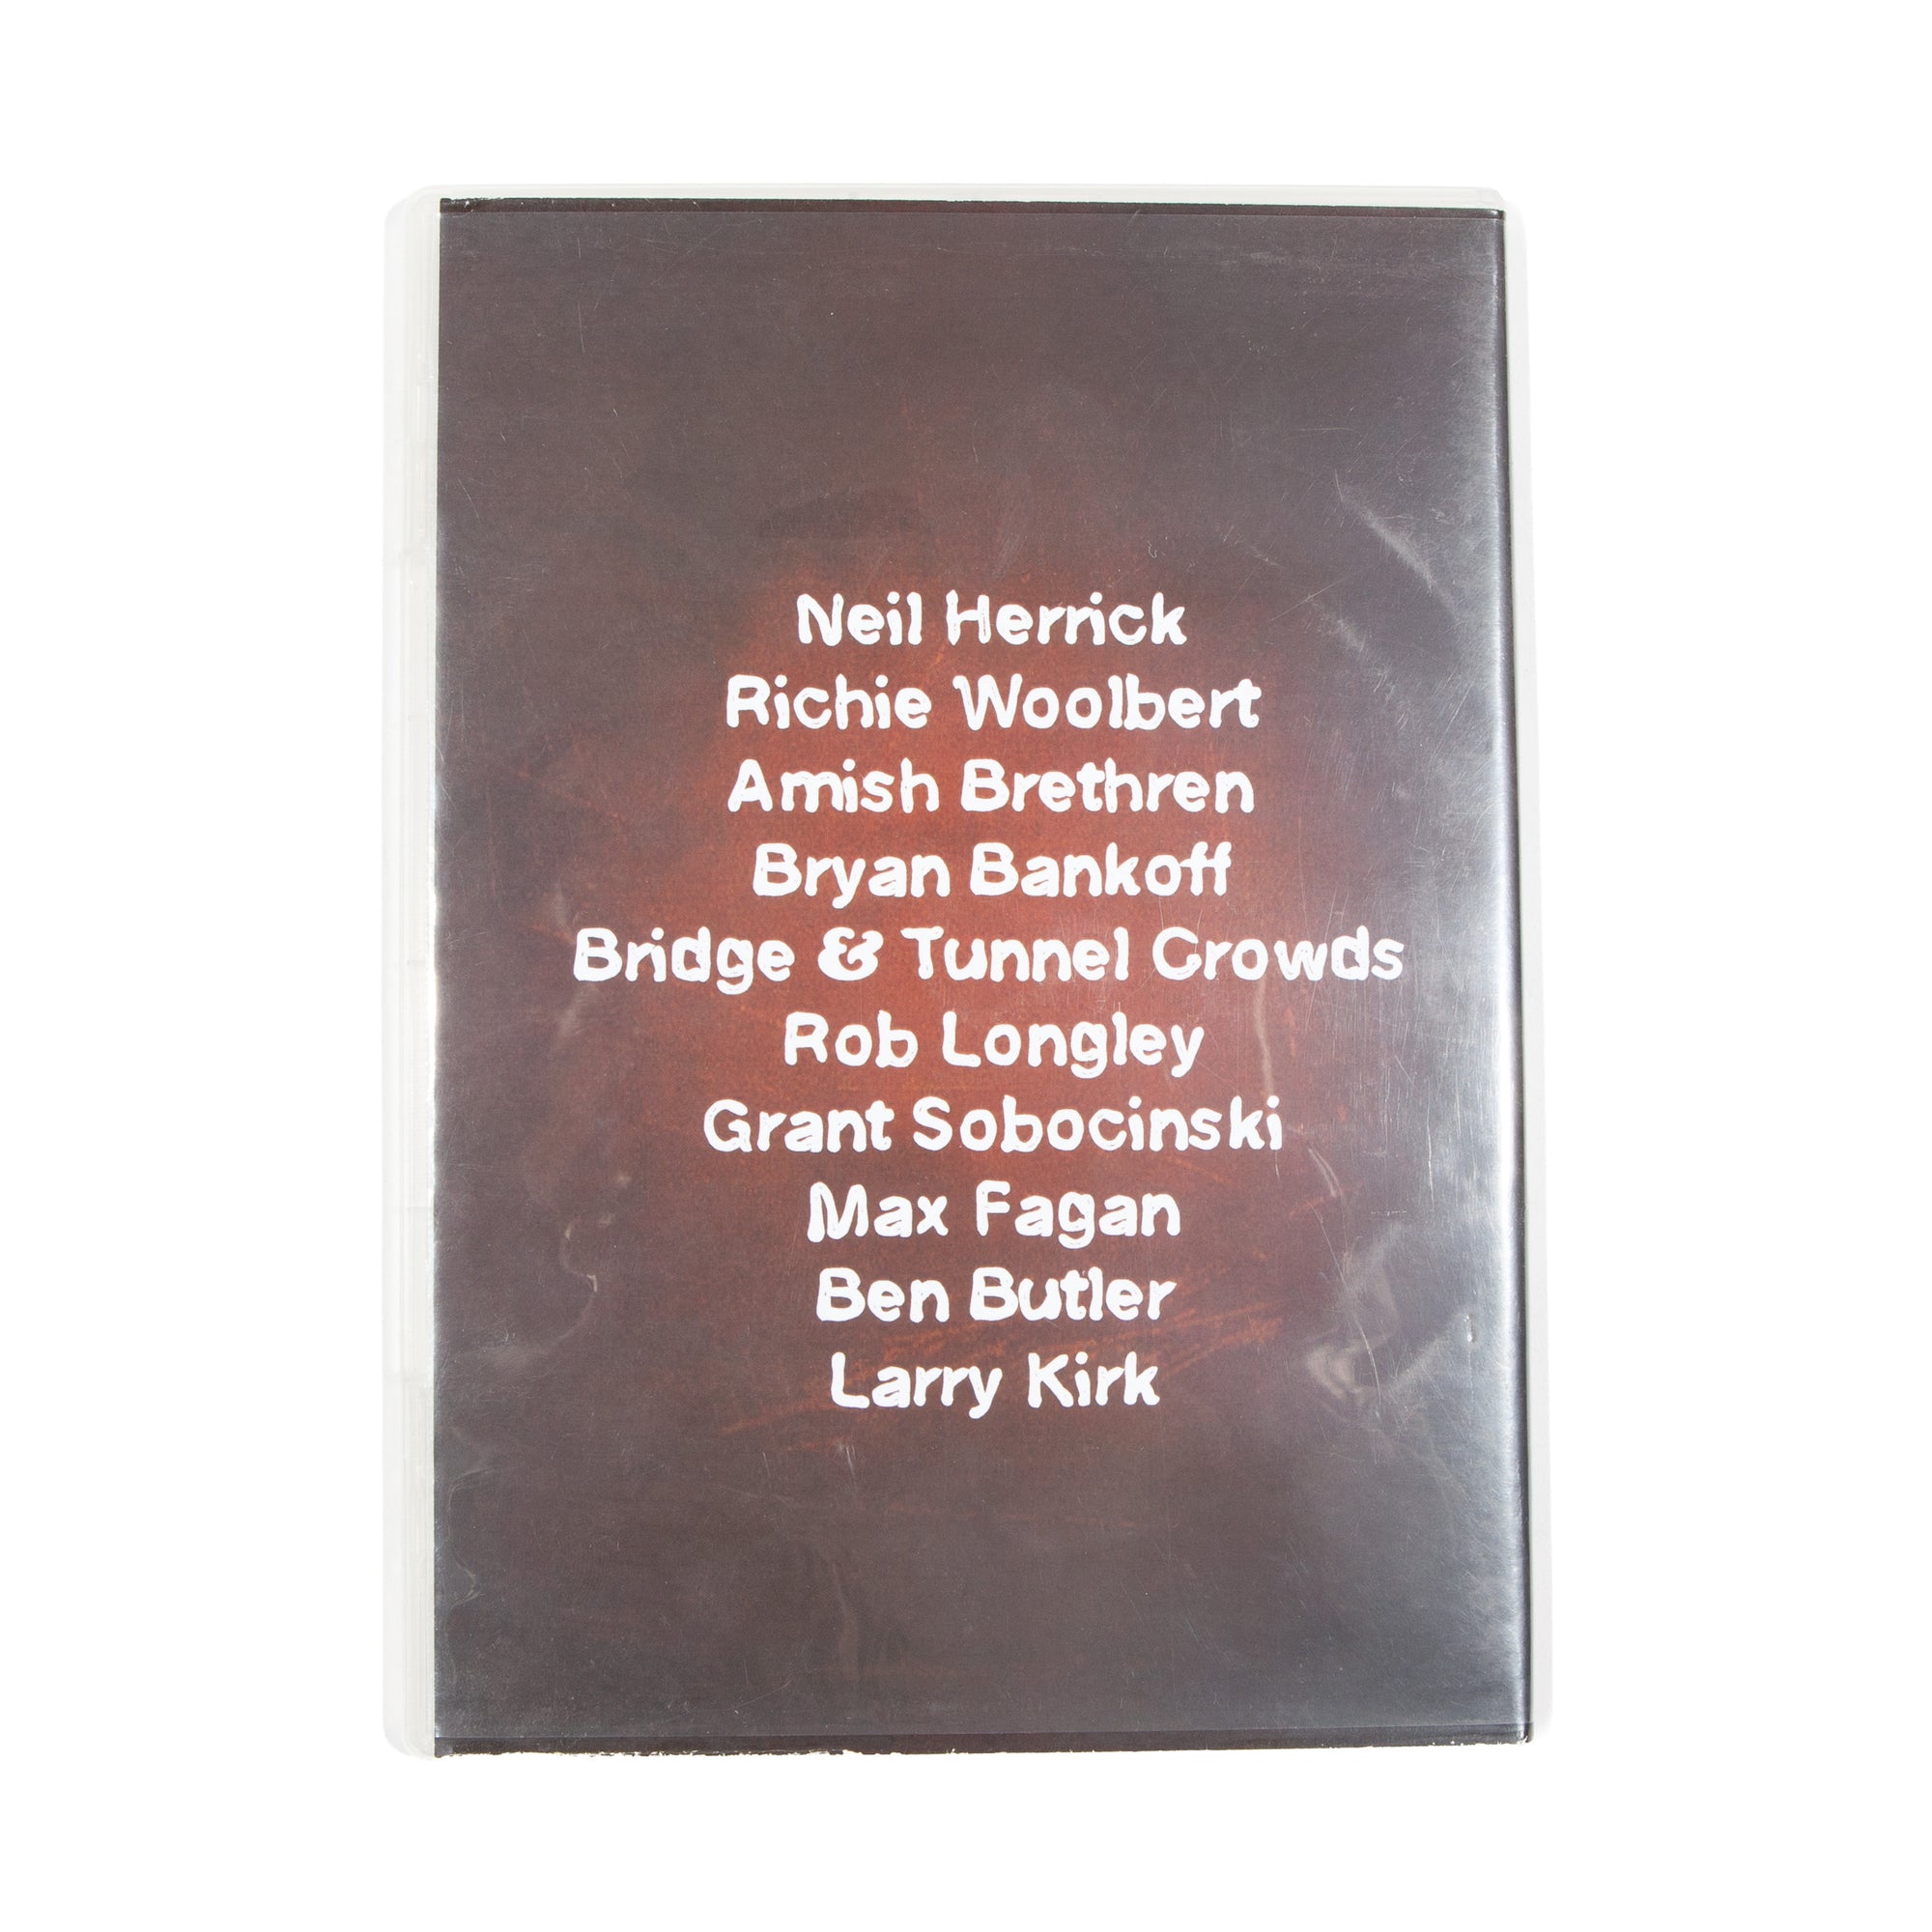 Neil Herrick
Richie Woolbert
Amish Brethren
Bryan Bankoff
Bridge & Tunnel Crowds
Rob Longley
Grant Sobocinski
Max Fagan
Ben Butler
Larry Kirk